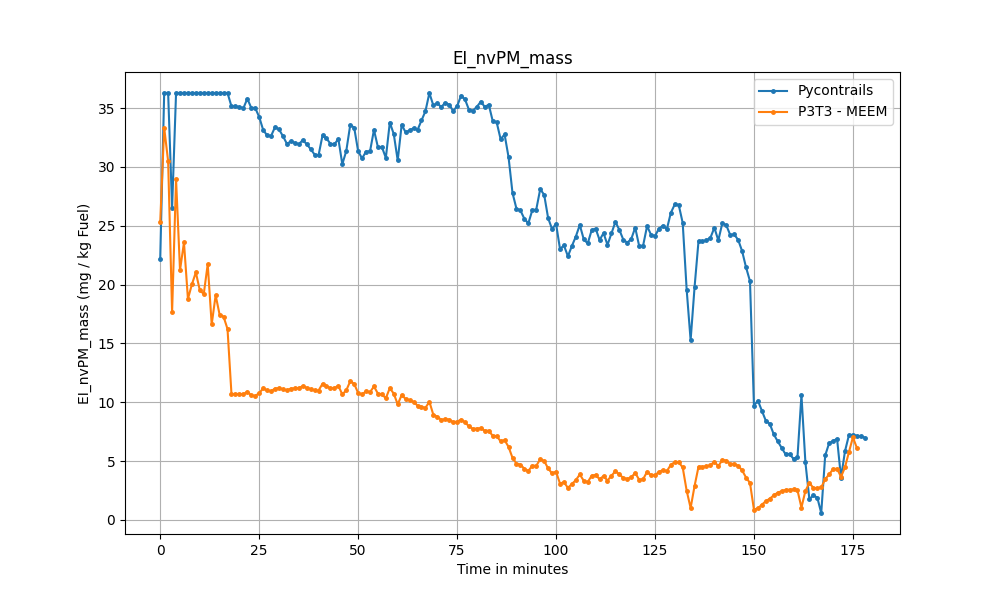 EI_nvPM_mass
Pycontrails
P3T3 - MEEM
EI_nvPM_mass (mg / kg Fuel)
35
30
25
20
15
10
5
0
0 25 50 75 100 125 150 175
Time in minutes